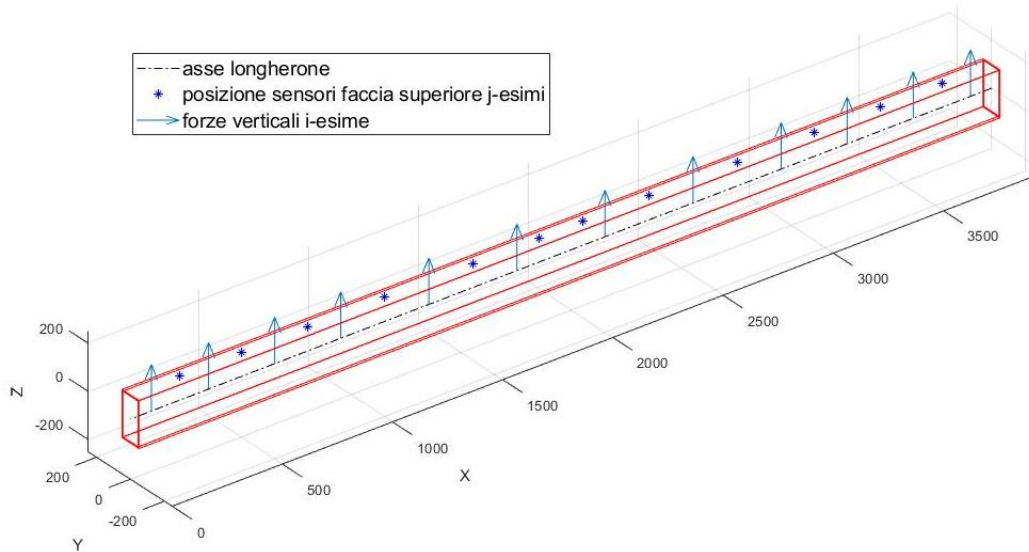 asse longherone
posizione sensori faccia superiore j-esimi
forze verticali i-esime
200
0
-200
Z
200
0
-200
Y
0
500
1000
1500
2000
2500
3000
3500
X